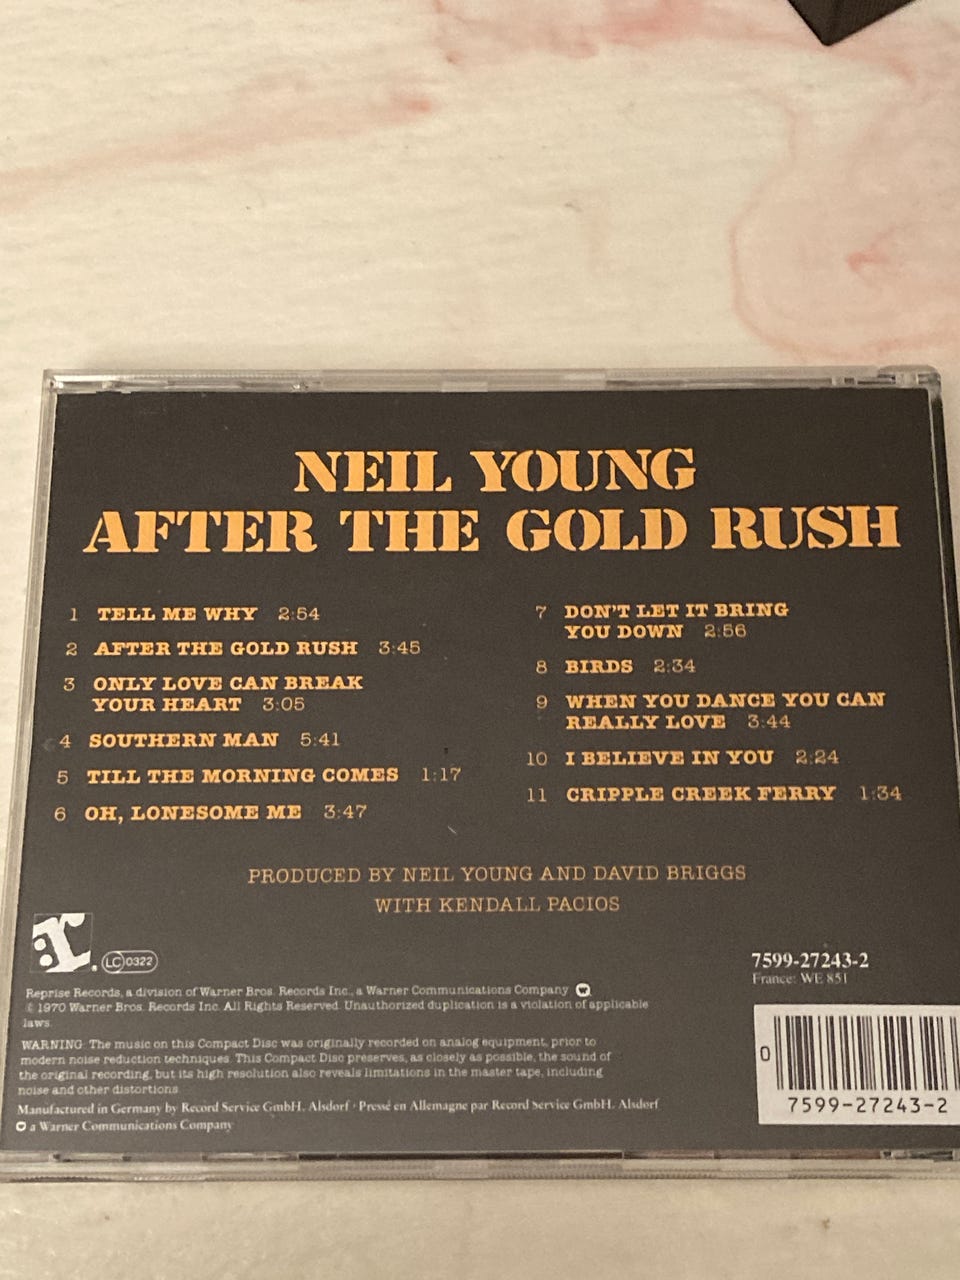 NEIL YOUNG
AFTER THE GOLD RUSH
1 TELL ME WHY 2:54
2 AFTER THE GOLD RUSH 3:45
3 ONLY LOVE CAN BREAK
YOUR HEART 3:05
4 SOUTHERN MAN 5:41
5 TILL THE MORNING COMES 1:17
6 OH, LONESOME ME 3:47
7 DON'T LET IT BRING
YOU DOWN 2:56
8 BIRDS 2:34
9 WHEN YOU DANCE YOU CAN
REALLY LOVE 3:44
10 I BELIEVE IN YOU 2:24
11 CRIPPLE CREEK FERRY 1:34
PRODUCED BY NEIL YOUNG AND DAVID BRIGGS
WITH KENDALL PACIOS
r.
LC 0322
7599-27243-2
France: WE 851
Reprise Records, a division of Warner Bros. Records Inc., a Warner Communications Company
© 1970 Warner Bros. Records Inc. All Rights Reserved. Unauthorized duplication is a violation of applicable
laws.
WARNING: The music on this Compact Disc was originally recorded on analog equipment, prior to
modern noise reduction techniques. This Compact Disc preserves, as closely as possible, the sound of
the original recording, but its high resolution also reveals limitations in the master tape, including
noise and other distortions.
Manufactured in Germany by Record Service GmbH, Alsdorf · Pressé en Allemagne par Record Service GmbH, Alsdorf
a Warner Communications Company
0
7599-27243-2